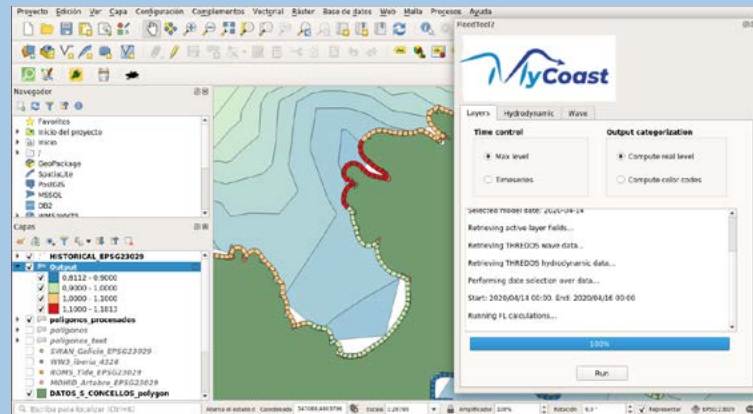 Proyecto Edición Ver Capa Configuración Complementos Vectorial Ráster Base de datos Web Malla Procesos Ayuda
FloodTool2
MyCoast
Layers Hydrodynamic Wave
Time control
Output categorization
Max level
Compute real level
Timeseries
Compute color codes
Selected model date: 2020-04-14
Retrieving active layer fields...
Retrieving THREDDS wave data...
Retrieving THREDDS hydrodynamic data...
Performing date selection over data...
Start: 2020/04/14 00:00. End: 2020/04/16 00:00
Running FL calculations...
100%
Run
Navegador
Favoritos
Inicio del proyecto
Inicio
/
GeoPackage
SpatiaLite
PostGIS
MSSQL
DB2
WMS/WMTS
Capas
HISTORICAL_EPSG23029
Output
0,8112 - 0,9000
0,9000 - 1,0000
1,0000 - 1,1000
1,1000 - 1,1813
poligonos_procesados
poligonos
poligonos_test
SWAN_Galicia_EPSG23029
WW3_Iberia_4326
ROMS_Tide_EPSG23029
MOHID_Artabro_EPSG23029
DATOS_S_CONCELLOS_polygon
Escriba para localizar (Ctrl+K)
Coordenada
Escala
Amplificador 100%
Rotación 0,0 °
Representar